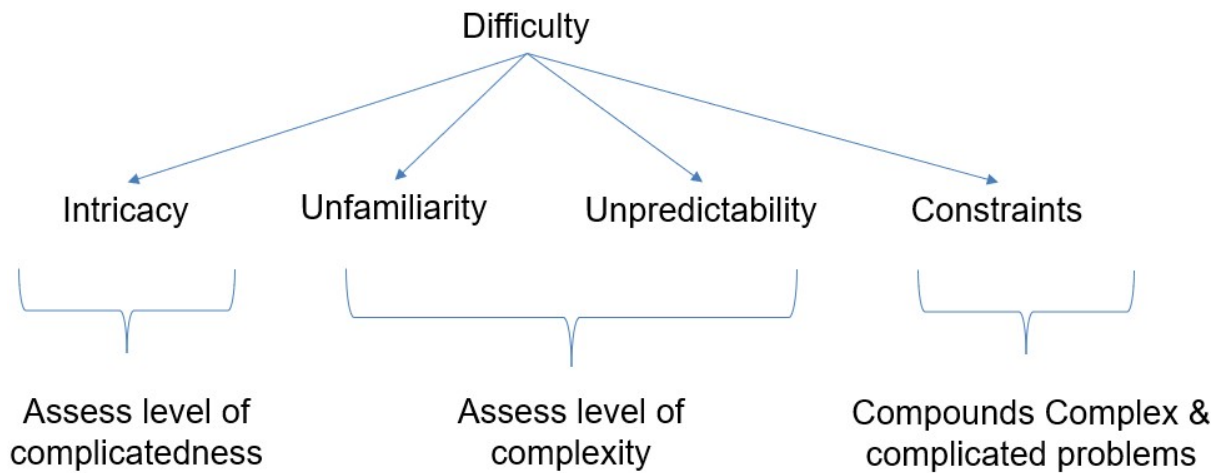 Difficulty
Intricacy
Unfamiliarity
Unpredictability
Constraints
Assess level of
complicatedness
Assess level of
complexity
Compounds Complex &
complicated problems